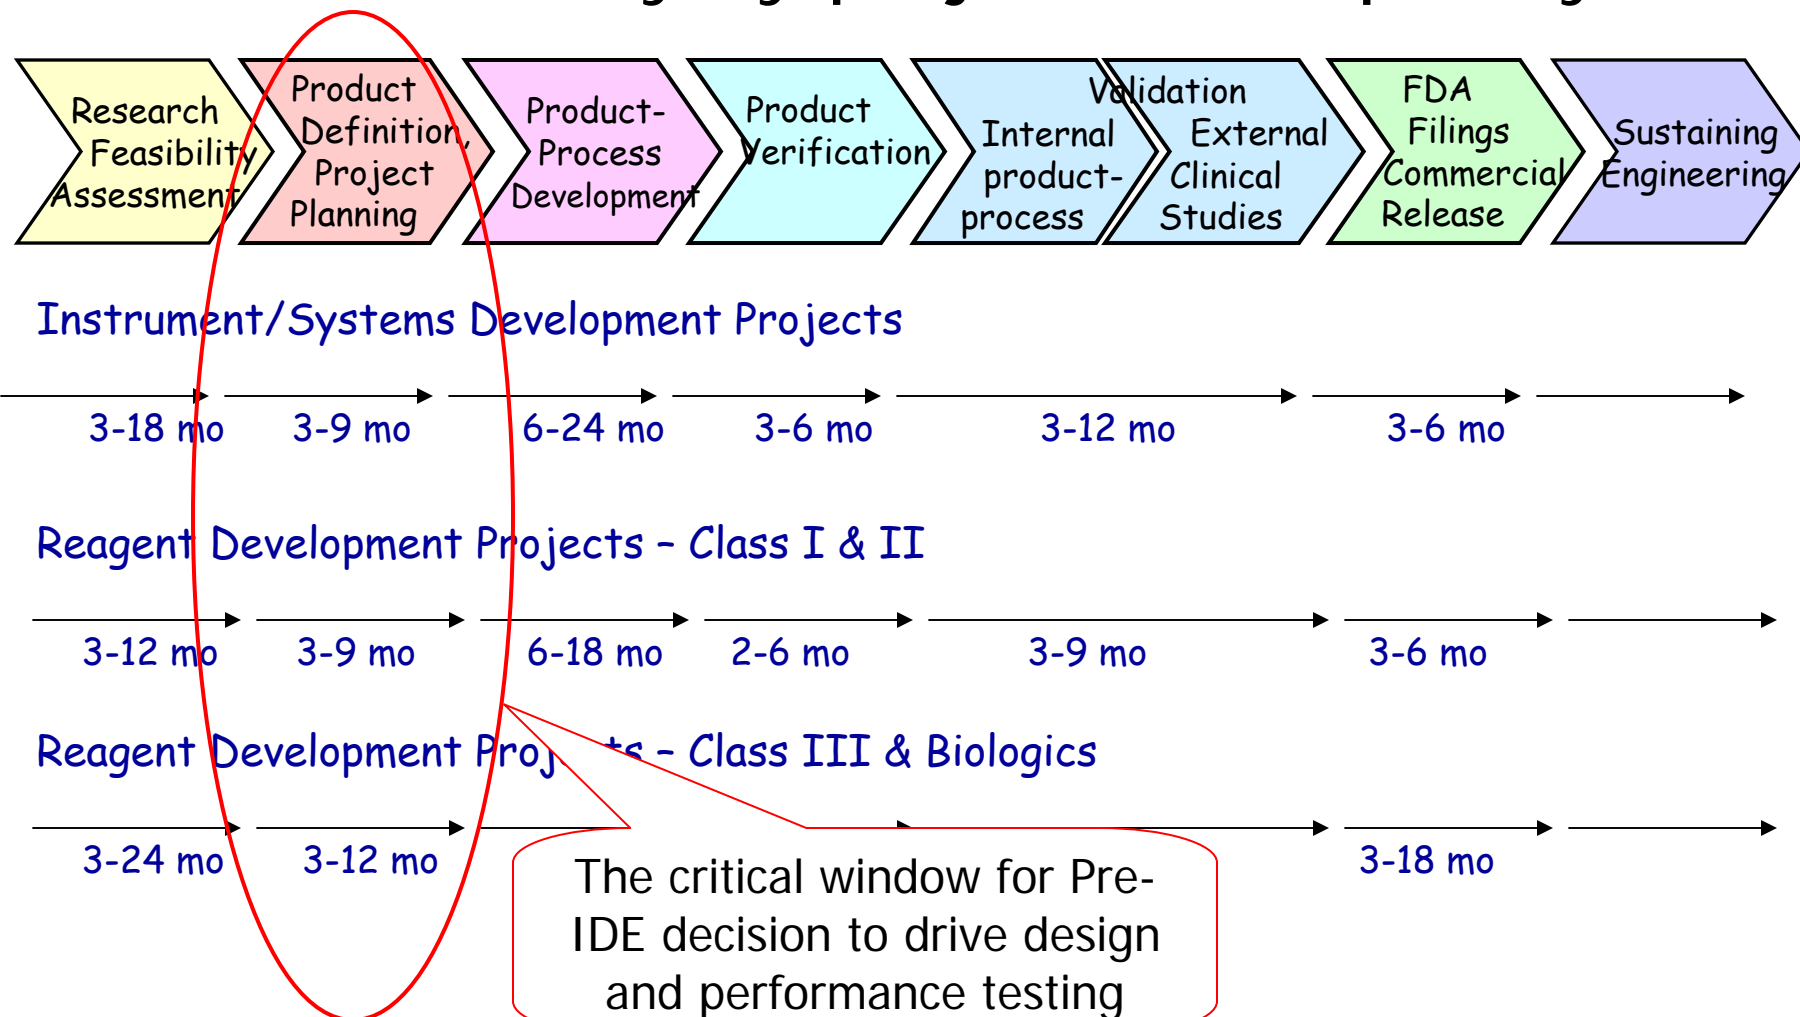 Research
Feasibility
Assessment
Product
Definition,
Project
Planning
Product-
Process
Development
Product
Verification
Validation
Internal
product-
process
External
Clinical
Studies
FDA
Filings
Commercial
Release
Sustaining
Engineering
Instrument/Systems Development Projects
3-18 mo 3-9 mo 6-24 mo 3-6 mo 3-12 mo 3-6 mo
Reagent Development Projects – Class I & II
3-12 mo 3-9 mo 6-18 mo 2-6 mo 3-9 mo 3-6 mo
Reagent Development Projects – Class III & Biologics
3-24 mo 3-12 mo 3-18 mo
The critical window for Pre-
IDE decision to drive design
and performance testing